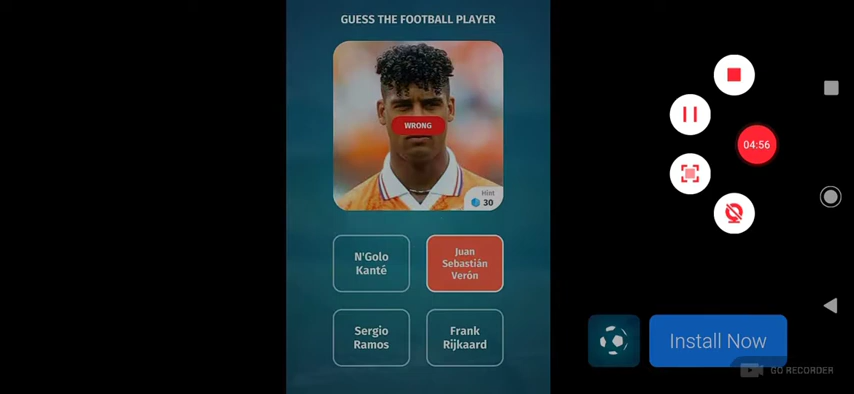 GUESS THE FOOTBALL PLAYER
WRONG
Hint
30
N'Golo
Kanté
Juan
Sebastián
Verón
Sergio
Ramos
Frank
Rijkaard
04:56
Install Now
GO RECORDER